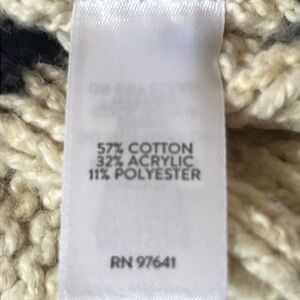 57% COTTON
32% ACRYLIC
11% POLYESTER
RN 97641